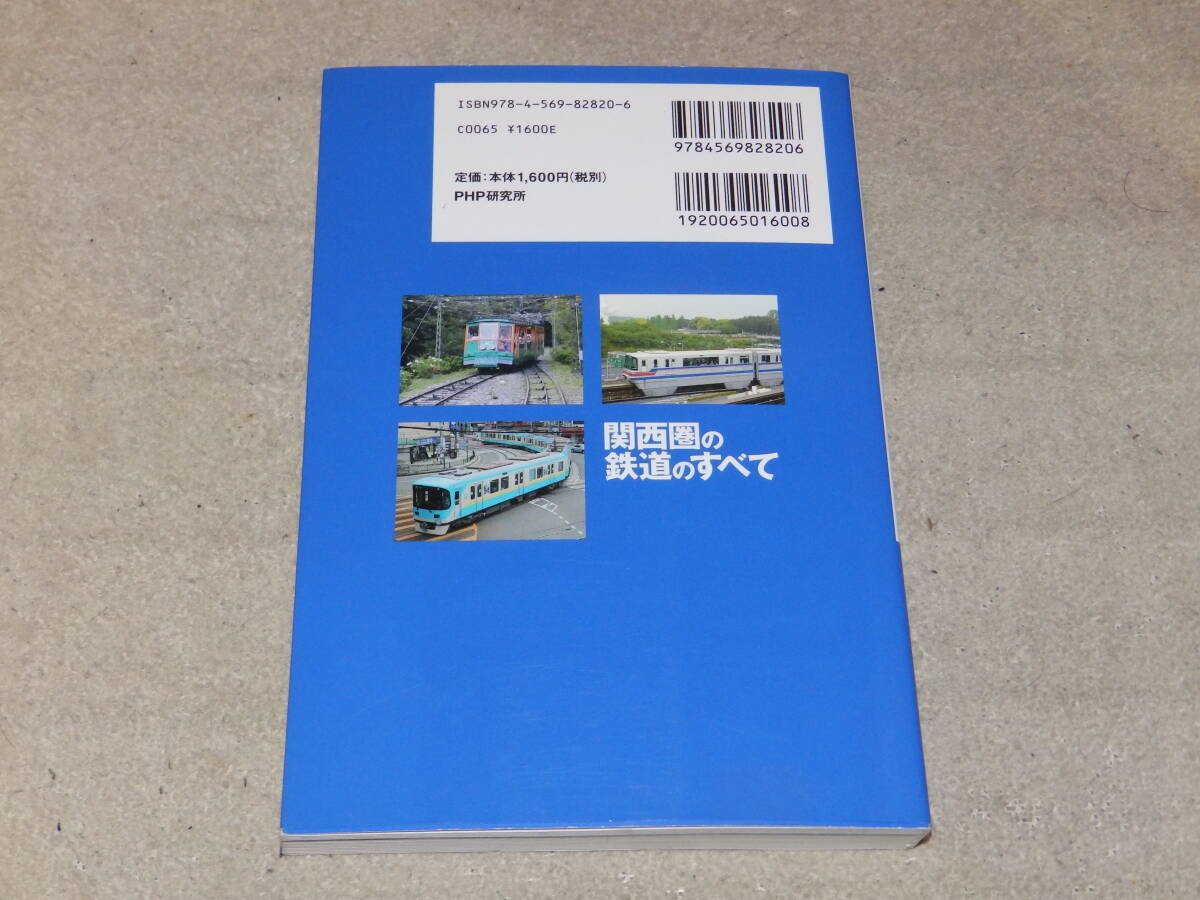 ISBN978-4-569-82820-6
C0065 ¥1600E
9784569828206
定価：本体1,600円（税別）
PHP研究所
1920065016008
関西圏の
鉄道のすべて